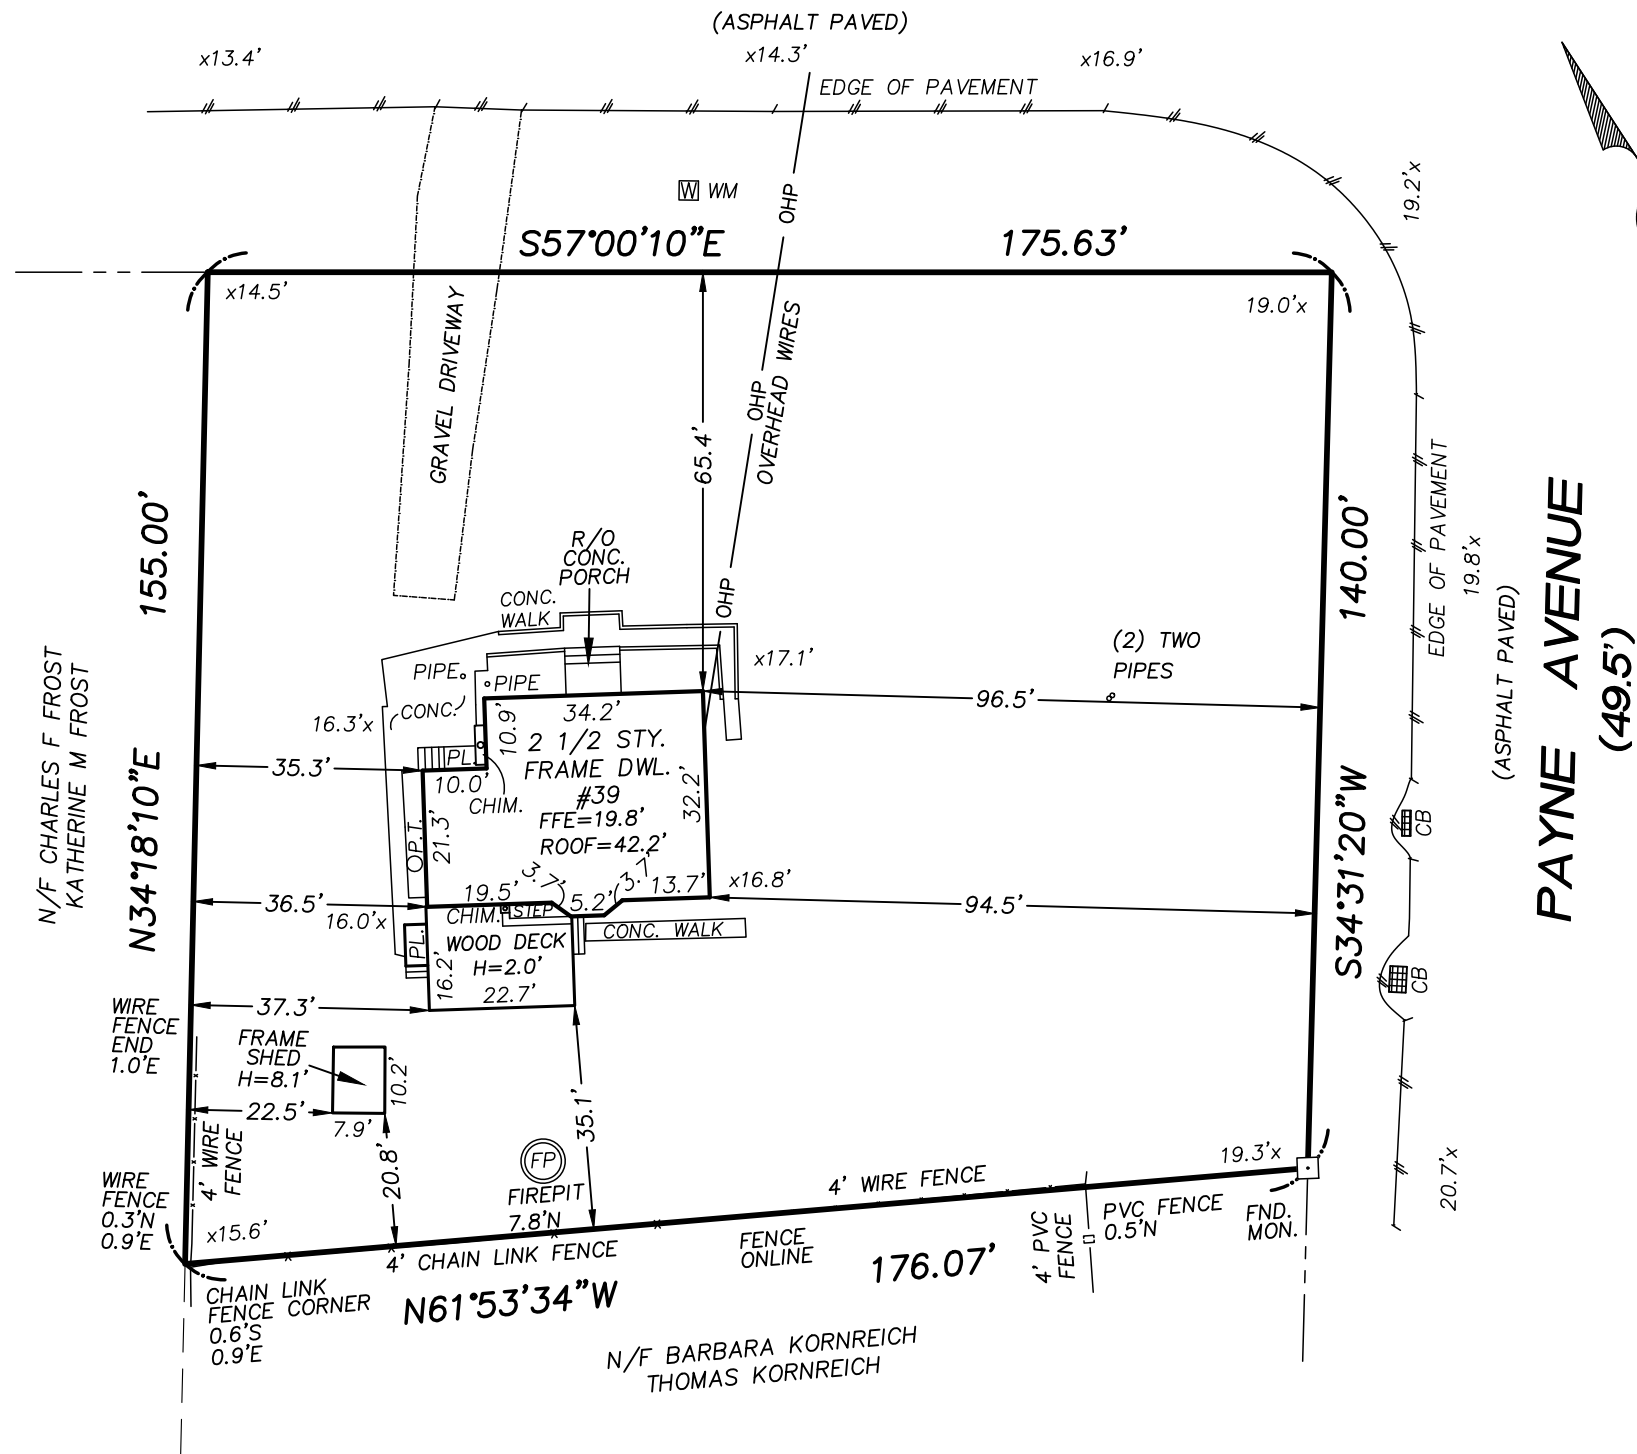 (ASPHALT PAVED)
x13.4'
x14.3'
x16.9'
EDGE OF PAVEMENT
W WM
OHP
19.2'x
S57°00'10"E
175.63'
x14.5'
19.0'x
GRAVEL DRIVEWAY
OHP
OVERHEAD WIRES
65.4'
155.00'
140.00'
EDGE OF PAVEMENT
19.8'x
(ASPHALT PAVED)
PAYNE AVENUE
(49.5')
R/O
CONC.
PORCH
CONC.
WALK
OHP
(2) TWO
PIPES
x17.1'
PIPE
PIPE
CONC.
16.3'x
96.5'
34.2'
10.9'
2 1/2 STY.
FRAME DWL.
#39
FFE=19.8'
ROOF=42.2'
32.2'
PL.
35.3'
10.0'
CHIM.
21.3'
O.P.T.
N/F CHARLES F FROST
KATHERINE M FROST
N34°18'10"E
S34°31'20"W
CB
CB
3.7'
3.7'
19.5'
5.2'
13.7'
x16.8'
36.5'
94.5'
16.0'x
CHIM.
STEP
PL.
WOOD DECK
H=2.0'
CONC. WALK
16.2'
22.7'
37.3'
WIRE
FENCE
END
1.0'E
FRAME
SHED
H=8.1'
10.2'
22.5'
7.9'
35.1'
20.8'
4' WIRE
FENCE
FP
FIREPIT
7.8'N
WIRE
FENCE
0.3'N
0.9'E
x15.6'
19.3'x
20.7'x
4' WIRE FENCE
PVC FENCE
0.5'N
FND.
MON.
4' PVC
FENCE
4' CHAIN LINK FENCE
FENCE
ONLINE
176.07'
N61°53'34"W
CHAIN LINK
FENCE CORNER
0.6'S
0.9'E
N/F BARBARA KORNREICH
THOMAS KORNREICH